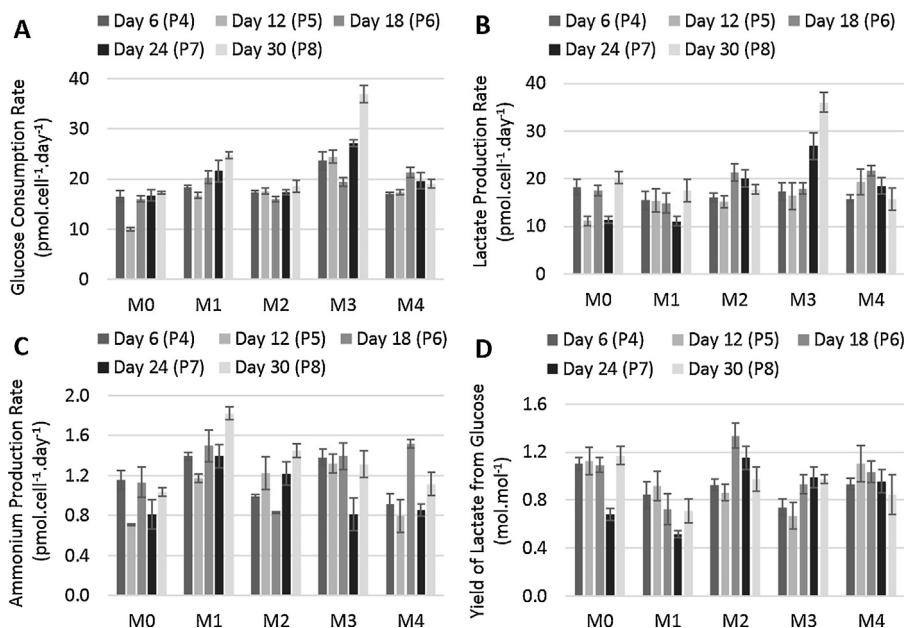 A
Day 6 (P4) Day 12 (P5) Day 18 (P6)
Day 24 (P7) Day 30 (P8)
Glucose Consumption Rate
(pmol.cell⁻¹.day⁻¹)
40
30
20
10
0
M0 M1 M2 M3 M4
B
Day 6 (P4) Day 12 (P5) Day 18 (P6)
Day 24 (P7) Day 30 (P8)
Lactate Production Rate
(pmol.cell⁻¹.day⁻¹)
40
30
20
10
0
M0 M1 M2 M3 M4
C
Day 6 (P4) Day 12 (P5) Day 18 (P6)
Day 24 (P7) Day 30 (P8)
Ammonium Production Rate
(pmol.cell⁻¹.day⁻¹)
2.0
1.6
1.2
0.8
0.4
0.0
M0 M1 M2 M3 M4
D
Day 6 (P4) Day 12 (P5) Day 18 (P6)
Day 24 (P7) Day 30 (P8)
Yield of Lactate from Glucose
(mol.mol⁻¹)
1.6
1.2
0.8
0.4
0.0
M0 M1 M2 M3 M4